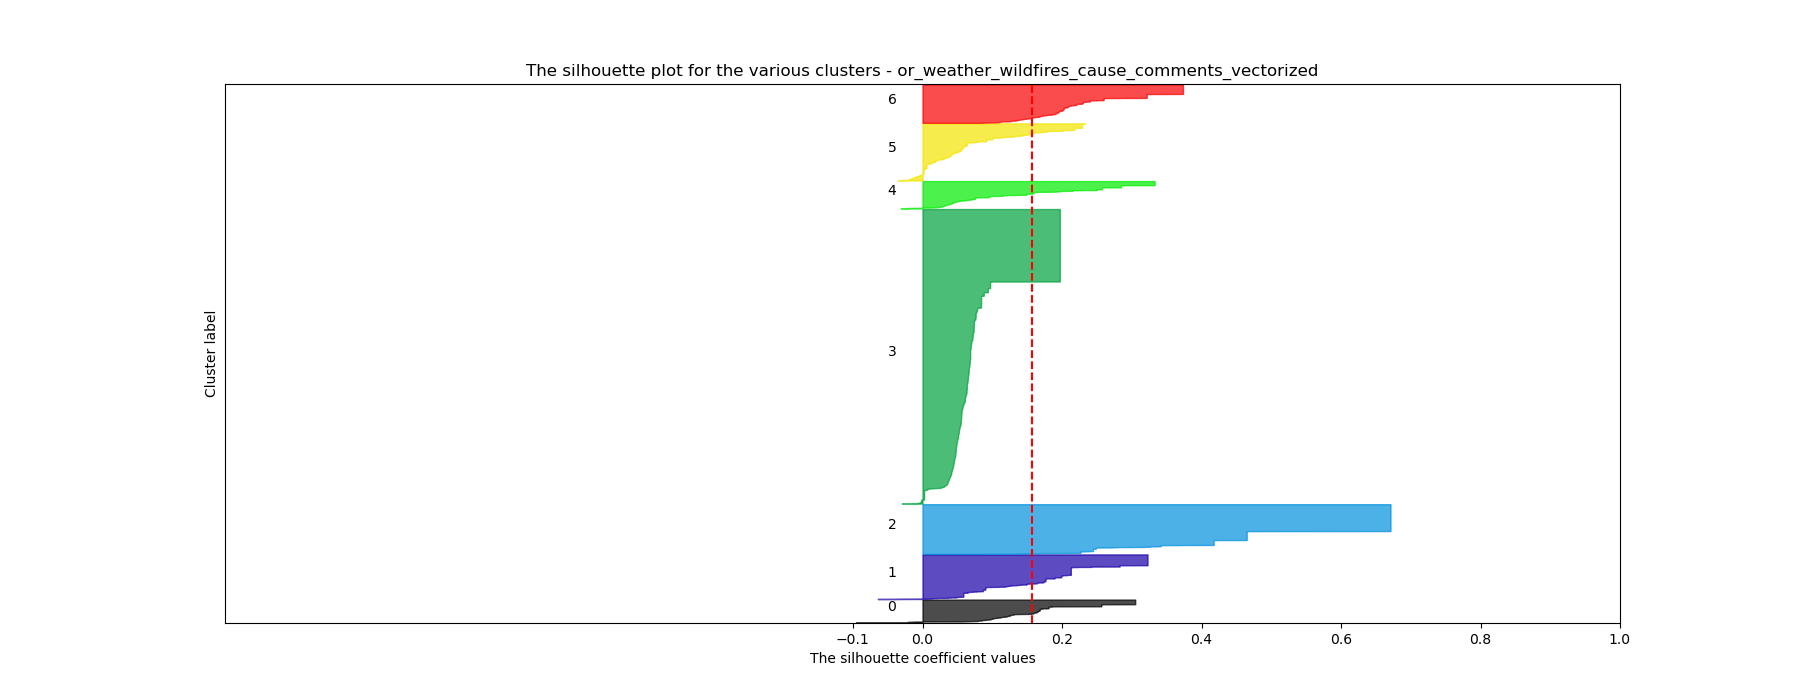 The silhouette plot for the various clusters - or_weather_wildfires_cause_comments_vectorized
6
5
4
3
2
1
0
Cluster label
−0.1 0.0 0.2 0.4 0.6 0.8 1.0
The silhouette coefficient values